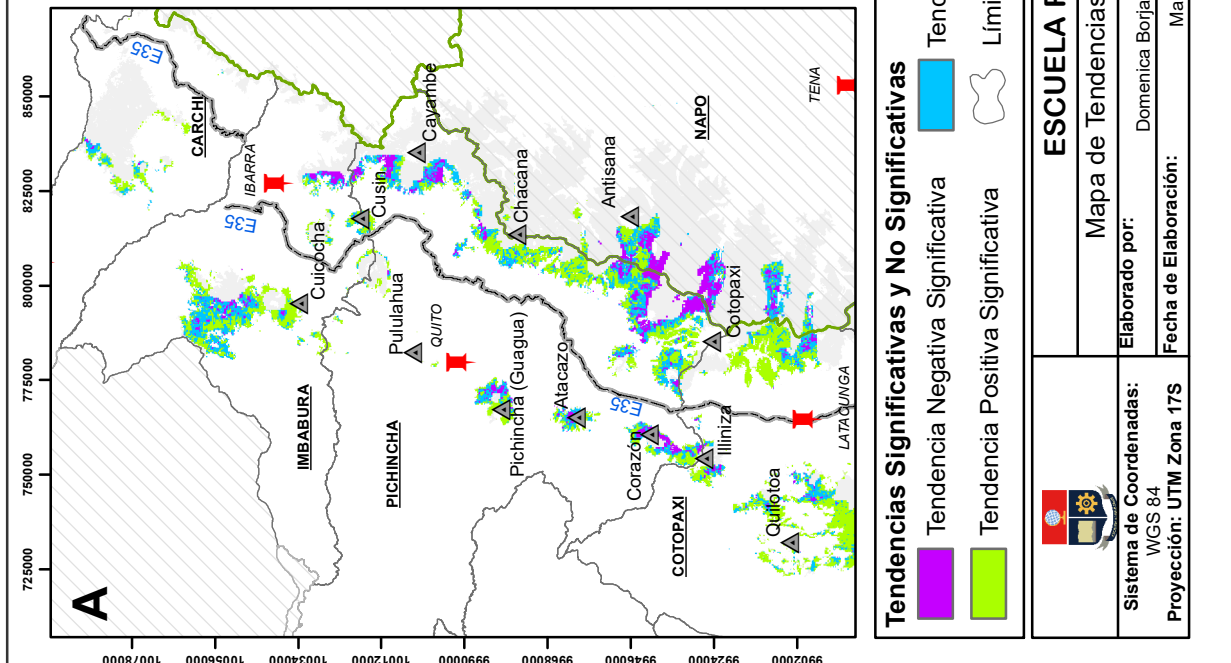 725000 750000 775000 800000 825000 850000
A
10078000
10056000
10034000
10012000
9990000
9968000
9946000
9924000
9902000
E35
CARCHI
IBARRA
E35
Cuicocha
Cusin
Cayambe
IMBABURA
Pululahua
QUITO
PICHINCHA
Pichincha (Guagua)
Chacana
Atacazo
E35
Antisana
Corazón
NAPO
Illiniza
Cotopaxi
COTOPAXI
Quilotoa
LATACUNGA
TENA
Tendencias Significativas y No Significativas
Tendencia Negativa Sgnificativa
Tenc
Tendencia Positiva Sgnificativa
Lími
Sistema de Coordenadas:
WGS 84
Proyección: UTM Zona 17S
ESCUELA P
Mapa de Tendencias
Elaborado por:
Domenica Borja
Fecha de Elaboración:
Ma